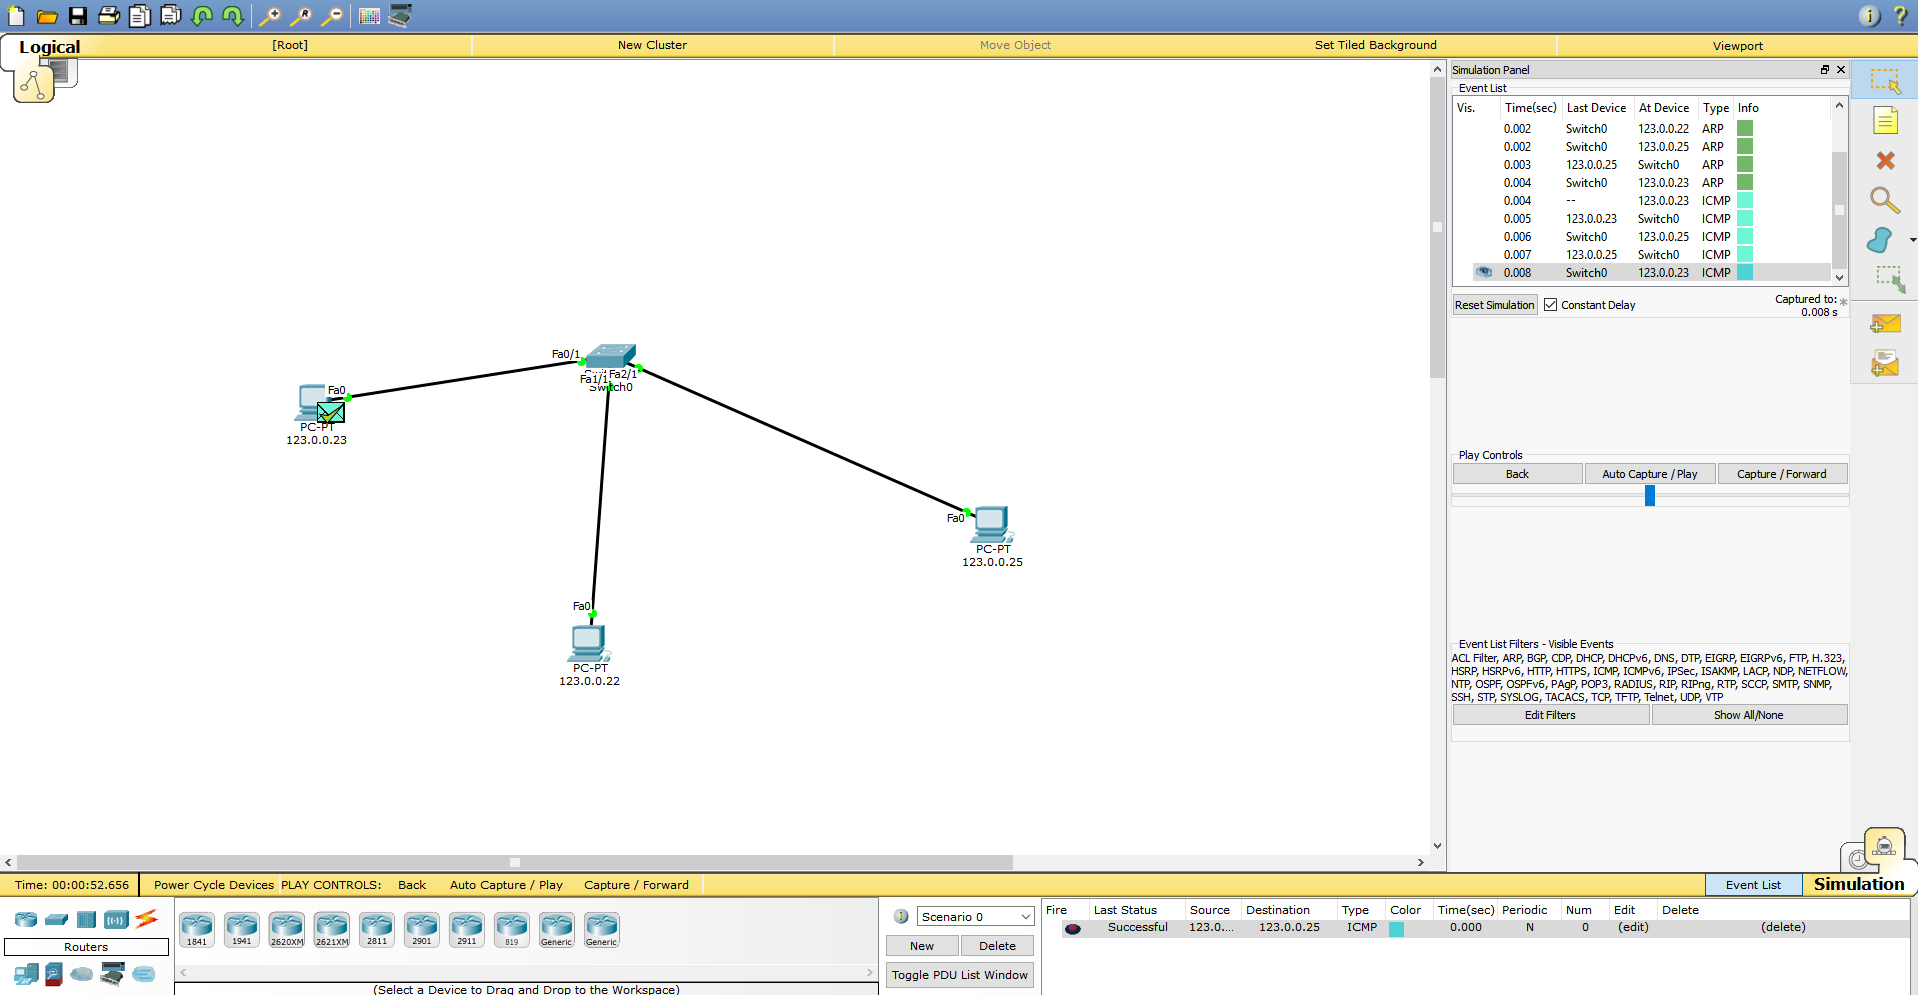 Logical
[Root]
New Cluster
Move Object
Set Tiled Background
Viewport
Simulation Panel
Event List
Vis. Time(sec) Last Device At Device Type Info
0.002 Switch0 123.0.0.22 ARP
0.002 Switch0 123.0.0.25 ARP
0.003 123.0.0.25 Switch0 ARP
0.004 Switch0 123.0.0.23 ARP
0.004 -- 123.0.0.23 ICMP
0.005 123.0.0.23 Switch0 ICMP
0.006 Switch0 123.0.0.25 ICMP
0.007 123.0.0.25 Switch0 ICMP
0.008 Switch0 123.0.0.23 ICMP
Reset Simulation Constant Delay Captured to: *
0.008 s
Fa0/1
Fa2/1
Fa1/1
Switch0
Fa0
PC-PT
123.0.0.23
Fa0
PC-PT
123.0.0.25
Fa0
PC-PT
123.0.0.22
Play Controls
Back Auto Capture / Play Capture / Forward
Event List Filters - Visible Events
ACL Filter, ARP, BGP, CDP, DHCP, DHCPv6, DNS, DTP, EIGRP, EIGRPv6, FTP, H.323,
HSRP, HSRPv6, HTTP, HTTPS, ICMP, ICMPv6, IPSec, ISAKMP, LACP, NDP, NETFLOW,
NTP, OSPF, OSPFv6, PAgP, POP3, RADIUS, RIP, RIPng, RTP, SCCP, SMTP, SNMP,
SSH, STP, SYSLOG, TACACS, TCP, TFTP, Telnet, UDP, VTP
Edit Filters Show All/None
Time: 00:00:52.656 Power Cycle Devices PLAY CONTROLS: Back Auto Capture / Play Capture / Forward
Event List Simulation
Routers
1841 1941 2620XM 2621XM 2811 2901 2911 819 Generic Generic
(Select a Device to Drag and Drop to the Workspace)
Scenario 0
New Delete
Toggle PDU List Window
Fire Last Status Source Destination Type Color Time(sec) Periodic Num Edit Delete
Successful 123.0.... 123.0.0.25 ICMP 0.000 N 0 (edit) (delete)